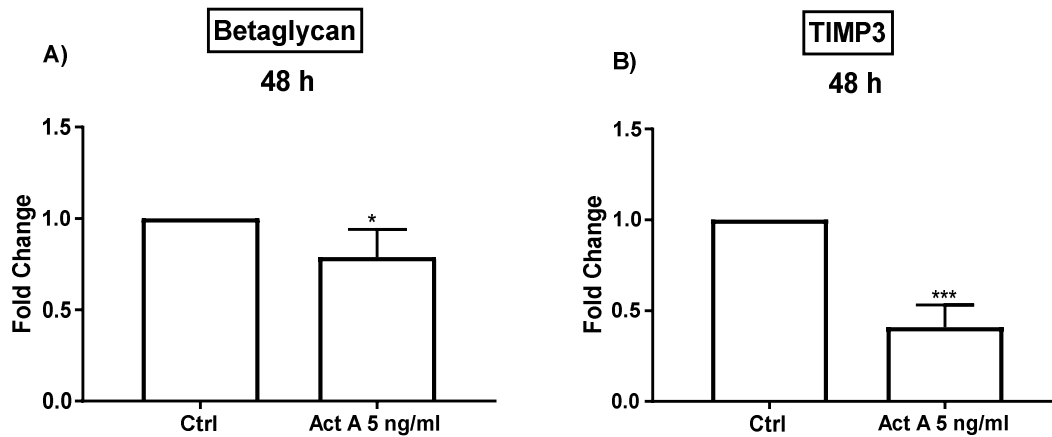 A)
Betaglycan
48 h
Fold Change
1.5
1.0
0.5
0.0
*
Ctrl
Act A 5 ng/ml
B)
TIMP3
48 h
Fold Change
1.5
1.0
0.5
0.0
***
Ctrl
Act A 5 ng/ml